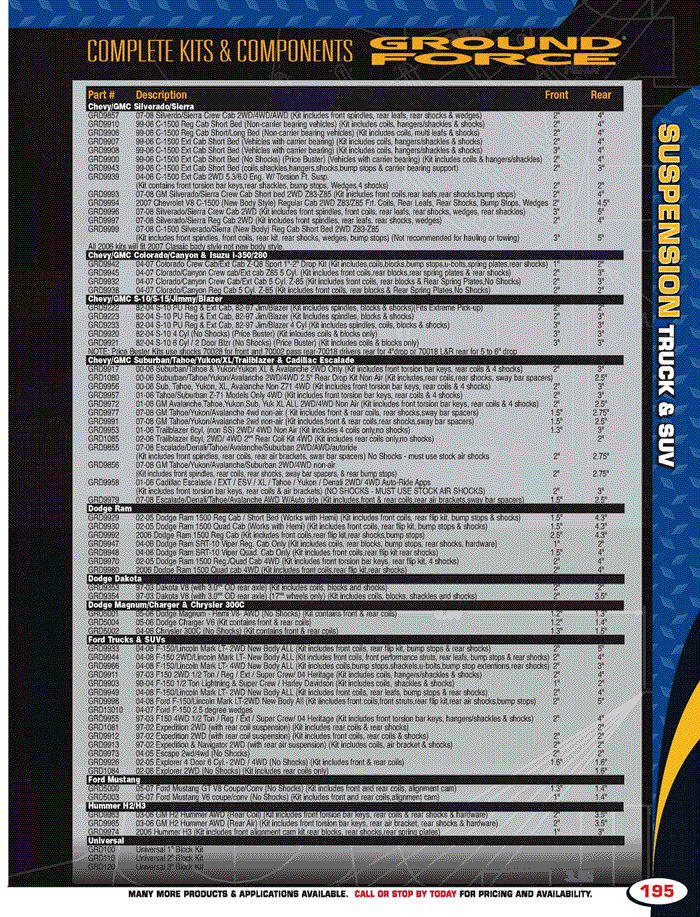 COMPLETE KITS & COMPONENTS GROUND FORCE®
Part # Description Front Rear
Chevy/GMC Silverado/Sierra
GRD9857 07-08 Silverdo/Sierra Crew Cab 2WD/4WD/AWD (Kit includes front spindles, rear leafs, rear shocks & wedges) 2" 4"
GRD9910 99-06 C-1500 Reg Cab Short Bed (Non-carrier bearing vehicles) (Kit includes coils, hangers/shackles & shocks) 2" 4"
GRD9906 99-08 C-1500 Reg Cab Short/Long Bed (Non-carrier bearing vehicles) (Kit includes coils, multi leafs & shocks) 2" 4"
GRD9907 99-06 C-1500 Ext Cab Short Bed (Vehicles with carrier bearing) (Kit includes coils, hangers/shackles & shocks) 2" 4"
GRD9908 99-06 C-1500 Ext Cab Short Bed (Vehicles with carrier bearing) (Kit includes coils, hangers/shackles & shocks) 3" 4"
GRD9900 99-06 C-1500 Ext Cab Short Bed (No Shocks) (Price Buster) (Vehicles with carrier bearing) (Kit includes coils & hangers/shackles) 2" 4"
GRD9943 99-06 C-1500 Reg Cab Short Bed (coils,shackles,hangers,shocks,bump stops & carrier bearing support) 2" 3"
GRD9939 04-06 C-1500 Ext Cab 2WD 5.3/6.0 Eng. W/ Torsion Ft. Susp.
(Kit contains front torsion bar keys,rear shackles, bump stops, Wedges,4 shocks) 2" 2"
GRD9993 07-08 GM Silverado/Sierra Crew Cab Short bed 2WD Z83-Z85 (Kit includes front coils,rear leafs,rear shocks,bump stops) 2" 4"
GRD9994 2007 Chevrolet V8 C-1500 (New Body Style) Regular Cab 2WD Z83/Z85 Frt. Coils, Rear Leafs, Rear Shocks, Bump Stops, Wedges 2" 4.5"
GRD9996 07-08 Silverado/Sierra Crew Cab 2WD (Kit includes front spindles, front coils, rear leafs, rear shocks, wedges, rear shackles) 3" 5"
GRD9997 07-08 Silverado/Sierra Reg Cab 2WD (Kit includes front spindles, rear leafs, rear shocks, wedges) 2" 4"
GRD9999 07-08 C-1500 Silverado/Sierra (New Body) Reg Cab Short Bed 2WD Z83-Z85
(Kit includes front spindles, front coils, rear leaf kit, rear shocks, wedges, bump stops) (Not recommended for hauling or towing) 3" 5"
All 2006 kits will fit 2007 Classic body style not new body style.
Chevy/GMC Colorado/Canyon & Isuzu I-350/280
GRD9942 04-07 Colorado Crew Cab/Ext Cab Z-Q8 Sport 1"-2" Drop Kit (Kit includes,coils,blocks,bump stops,u-bolts,spring plates,rear shocks) 1"
GRD9945 04-07 Clorado/Canyon Crew cab/Ext cab Z85 5 Cyl. (Kit includes front coils,rear blocks,rear spring plates & rear shocks) 2" 3"
GRD9932 04-07 Clorado/Canyon Crew Cab/Ext Cab 5 Cyl. Z-85 (Kit includes front coils, rear blocks & Rear Spring Plates,No Shocks) 2" 3"
GRD9938 04-07 Clorado/Canyon Reg Cab 5 Cyl. Z-85 (Kit includes front coils, rear blocks & Rear Spring Plates,No Shocks) 2" 2"
Chevy/GMC S-10/S-15/Jimmy/Blazer
GRD9222 82-04 S-10 PU Reg & Ext Cab, 82-97 Jim/Blazer (Kit includes spindles, blocks & shocks)(Fits Extreme Pick-up) 2" 2"
GRD9223 82-04 S-10 PU Reg & Ext Cab, 82-97 Jim/Blazer (Kit Includes spindles, blocks & shocks) 2" 3"
GRD9233 82-04 S-10 PU Reg & Ext Cab, 82-97 Jim/Blazer 4 Cyl (Kit includes spindles, coils, blocks & shocks) 3" 3"
GRD9920 82-04 S-10 4 Cyl (No Shocks) (Price Buster) (Kit inlcudes coils & blocks only) 3" 3"
GRD9921 82-04 S-10 6 Cyl / 2 Door Blzr (No Shocks) (Price Buster) (Kit includes coils & blocks only) 3" 3"
NOTE: Price Buster Kits use shocks 70028 for front and 70002 pass rear-70018 drivers rear for 4"drop or 70018 L&R rear for 5 to 6" drop
Chevy/GMC Suburban/Tahoe/Yukon/XL/Trailblazer & Cadillac Escalade
GRD9917 00-06 Suburban/Tahoe & Yukon/Yukon XL & Avalanche 2WD Only (Kit includes front torsion bar keys, rear coils & 4 shocks) 2" 3"
GRD1080 00-06 Suburban/Tahoe/Yukon/Avalanche 2WD/4WD 2.5" Rear Drop Kit Non Air (Kit includes,rear coils,rear shocks, sway bar spacers) 2.5"
GRD9956 00-06 Sub, Tahoe, Yukon, XL, Avalanche Non Z71 4WD (Kit includes front torsion bar keys, rear coils & 4 shocks) 2" 3"
GRD9957 01-06 Tahoe/Suburban Z-71 Models Only 4WD (Kit includes front torsion bar keys, rear coils & 4 shocks) 2" 3"
GRD9972 01-06 GM Avalanche,Tahoe,Yukon,Sub, Yuk XL ALL 2WD/4WD Non Air (Kit includes front torsion bar keys, rear coils & 4 shocks) 2" 2.5"
GRD9977 07-08 GM Tahoe/Yukon/Avalanche 4wd non-air ( Kit includes front & rear coils, rear shocks,sway bar spacers) 1.5" 2.75"
GRD9991 07-08 GM Tahoe/Yukon/Avalanche 2wd non-air (Kit includes,front & rear coils,rear shocks,sway bar spacers) 1.5" 2.5"
GRD9953 01-06 Trailblazer 6cyl, (non SS) 2WD/ 4WD Non Air (Kit includes 4 coils only,no shocks) 1.3" 3"
GRD1085 02-06 Trailblazer 6cyl, 2WD/ 4WD 2"" Rear Coil Kit 4WD (Kit includes rear coils only,no shocks) 2"
GRD9855 07-08 Escalade/Denali/Tahoe/Avalanche/Suburban 2WD/AWD/autoride
(Kit includes front spindles, rear coils, rear air brackets, swar bar spacers) No Shocks - must use stock air shocks 2" 2.75"
GRD9856 07-08 GM Tahoe/Yukon/Avalanche/Suburban 2WD/4WD non-air
(Kit includes front spindles, rear coils, rear shocks, sway bar spacers, & rear bump stops) 2" 2.75"
GRD9958 01-06 Cadillac Escalade / EXT / ESV / XL / Tahoe / Yukon / Denali 2WD/ 4WD Auto-Ride Apps
(Kit includes front torsion bar keys, rear coils & air brackets) (NO SHOCKS - MUST USE STOCK AIR SHOCKS) 2" 3"
GRD9979 07-08 Escalade/Denali/Tahoe/Avalanche AWD W/Auto ride (Kit includes,front & rear coils,rear air brackets,sway bar spacers) 1.5" 2.5"
Dodge Ram
GRD9929 02-05 Dodge Ram 1500 Reg Cab / Short Bed (Works with Hemi) (Kit includes front coils, rear flip kit, bump stops & shocks) 1.5" 4.3"
GRD9930 02-05 Dodge Ram 1500 Quad Cab (Works with Hemi) (Kit includes front coils, rear flip kit, bump stops & shocks) 1.5" 4.3"
GRD9992 2006 Dodge Ram 1500 Reg Cab (Kit includes front coils,rear flip kit,rear shocks,bump stops) 2.5" 4.3"
GRD9947 04-06 Dodge Ram SRT-10 Viper Reg. Cab Only (Kit includes coils, rear blocks, bump stops, rear shocks, hardware) 1" 2"
GRD9948 04-06 Dodge Ram SRT-10 Viper Quad. Cab Only (Kit includes front coils,rear flip kit rear shocks) 1.5" 4"
GRD9970 02-05 Dodge Ram 1500 Reg./Quad Cab 4WD (Kit includes front torsion bar keys, rear flip kit, 4 shocks) 2" 4"
GRD9980 2006 Dodge Ram 1500 Quad cab 4WD (Kit includes front coils,rear flip kit,rear shocks) 2" 4"
Dodge Dakota
GRD9353 97-03 Dakota V8 (with 3.0"" OD rear axle) (Kit includes coils, blocks and shocks) 2" 2"
GRD9354 97-03 Dakota V8 (with 3.0"" OD rear axle) (17"" wheels only) (Kit includes coils, blocks, shackles and shocks) 2" 3.5"
Dodge Magnum/Charger & Chrysler 300C
GRD5001 05-06 Dodge Magnum - Hemi V8- AWD (No Shocks) (Kit contains front & rear coils) 1.2" 1.3"
GRD5004 05-06 Dodge Charger V6 (Kit contains front & rear coils) 1.2" 1.4"
GRD5002 04-06 Chrysler 300C (No Shocks) (Kit contains front & rear coils) 1.3" 1.5"
Ford Trucks & SUVs
GRD9933 04-08 F-150/Lincoln Mark LT- 2WD New Body ALL (Kit includes front coils, rear flip kit, bump stops & rear shocks) 2" 5"
GRD9944 04-08 F-150 2WD/Lincoln Mark LT- 2WD New Body ALL (Kit includes front coils, front performance struts, rear leafs, bump stops & rear shocks) 2" 4"
GRD9966 04-08 F-150/Lincoln Mark LT- 4WD New Body ALL (Kit includes coils,bump stops,shackels,u-bolts,bump stop extentions,rear shocks) 2" 3"
GRD9911 97-03 F150 2WD 1/2 Ton / Reg / Ext / Super Crew/ 04 Heritage (Kit includes coils, hangers/shackles & shocks) 2" 4"
GRD9903 99-04 F-150 1/2 Ton Lightning & Super Crew / Harley Davidson (Kit includes coils, shackles & shocks) 1" 2"
GRD9949 04-08 F-150/Lincoln Mark LT- 2WD New Body ALL (Kit includes front coils, rear leafs, bump stops & rear shocks) 2" 4"
GRD9998 04-08 Ford F-150/Lincoln Mark LT-2WD New Body All (Kit includes front coils,front struts,rear flip kit,rear air shocks,bump stops) 2" 5"
GRD13010 04-07 Ford F-150 2.5 degree wedges
GRD9955 97-03 F-150 4WD 1/2 Ton / Reg / Ext / Super Crew/ 04 Heritage (Kit includes front torsion bar keys, hangers/shackles & shocks) 2" 4"
GRD1081 97-02 Expedition 2WD (with rear coil suspension) (Kit includes rear coils & rear shocks) 2"
GRD9912 97-02 Expedition 2WD (with rear coil suspension) (Kit includes front coils, rear coils & shocks) 2" 2"
GRD9913 97-02 Expedition & Navigator 2WD (with rear air suspension) (Kit includes coils, air bracket & shocks) 2" 2"
GRD9973 04-05 Escape 2wd/4wd (No Shocks) 2" 2"
GRD9926 02-05 Explorer 4 Door 6 Cyl.- 2WD / 4WD (No Shocks) (Kit includes front & rear coils) 1.6" 1.6"
GRD1084 02-06 Explorer 2WD (No Shocks) (Kit includes rear coils only) 1.6"
Ford Mustang
GRD5000 05-07 Ford Mustang GT V8 Coupe/Conv (No Shocks) (Kit includes front and rear coils, alignment cam) 1.3" 1.4"
GRD5003 05-07 Ford Mustang V6 coupe/conv (No Shocks) (Kit includes front and rear coils,alignment cam) 1" 1.4"
Hummer H2/H3
GRD9983 03-06 GM H2 Hummer AWD (Rear Coil) (Kit includes front torsion bar keys, rear coils & rear shocks & hardware) 2" 3.5"
GRD9965 03-06 GM H2 Hummer AWD (Rear Air) (Kit includes front torsion bar keys, rear air bracket, rear shocks & hardware) 2" 3.5"
GRD9974 2006 Hummer H3 (Kit includes front alignment cam kit,rear blocks, rear shocks,rear spring plates) 1" 3"
Universal
GRD100 Universal 1" Block Kit
GRD110 Universal 2" Block Kit
GRD120 Universal 3" Block Kit
SUSPENSION TRUCK & SUV
MANY MORE PRODUCTS & APPLICATIONS AVAILABLE. CALL OR STOP BY TODAY FOR PRICING AND AVAILABILITY.
195